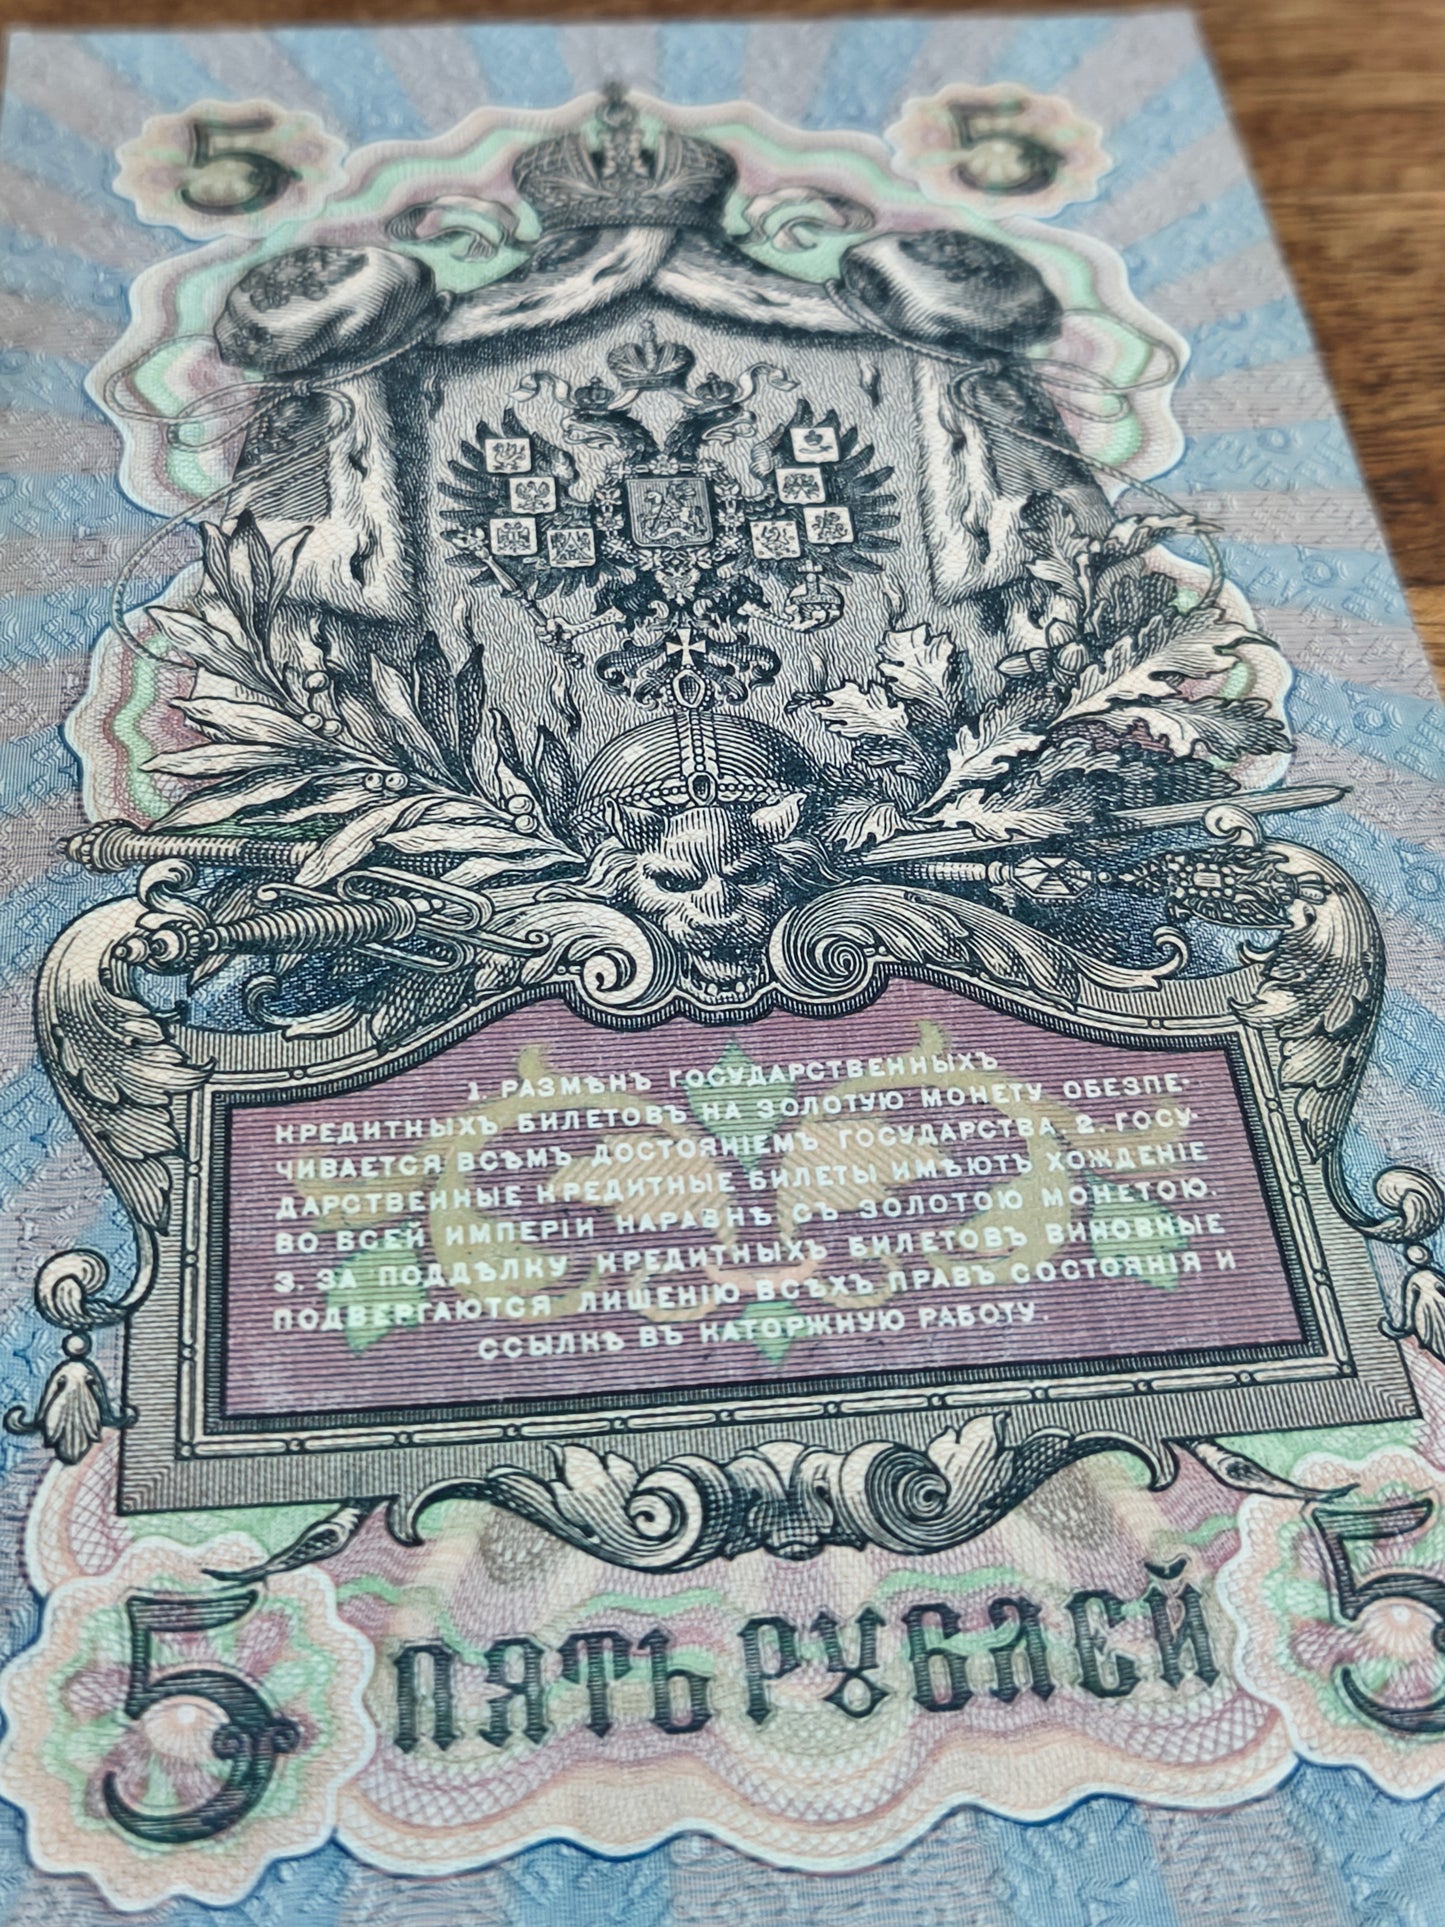 5 5
1. РАЗМѢНЪ ГОСУДАРСТВЕННЫХЪ
КРЕДИТНЫХЪ БИЛЕТОВЪ НА ЗОЛОТУЮ МОНЕТУ ОБЕЗПЕ-
ЧИВАЕТСЯ ВСѢМЪ ДОСТОЯНІЕМЪ ГОСУДАРСТВА. 2. ГОСУ-
ДАРСТВЕННЫЕ КРЕДИТНЫЕ БИЛЕТЫ ИМѢЮТЪ ХОЖДЕНІЕ
ВО ВСЕЙ ИМПЕРІИ НАРАВНѢ СЪ ЗОЛОТОЮ МОНЕТОЮ.
3. ЗА ПОДДѢЛКУ КРЕДИТНЫХЪ БИЛЕТОВЪ ВИНОВНЫЕ
ПОДВЕРГАЮТСЯ ЛИШЕНІЮ ВСѢХЪ ПРАВЪ СОСТОЯНІЯ И
ССЫЛКѢ ВЪ КАТОРЖНУЮ РАБОТУ.
5 ПЯТЬ РУБЛЕЙ 5